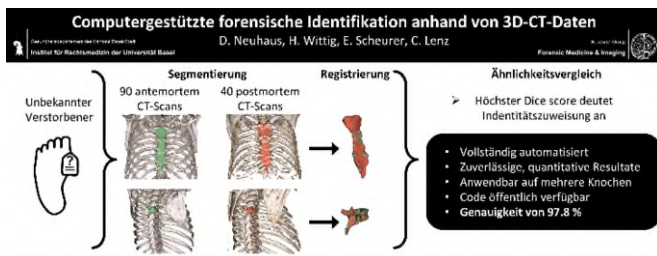 Computergestützte forensische Identifikation anhand von 3D-CT-Daten
D. Neuhaus, H. Wittig, E. Scheurer, C. Lenz
Institut für Rechtsmedizin der Universität Basel
Forensic Medicine & Imaging
Unbekannter
Verstorbener
?
Segmentierung
90 antemortem
CT-Scans
40 postmortem
CT-Scans
Registrierung
Ähnlichkeitsvergleich
➢ Höchster Dice score deutet
Indentitätszuweisung an
• Vollständig automatisiert
• Zuverlässige, quantitative Resultate
• Anwendbar auf mehrere Knochen
• Code öffentlich verfügbar
• Genauigkeit von 97.8 %